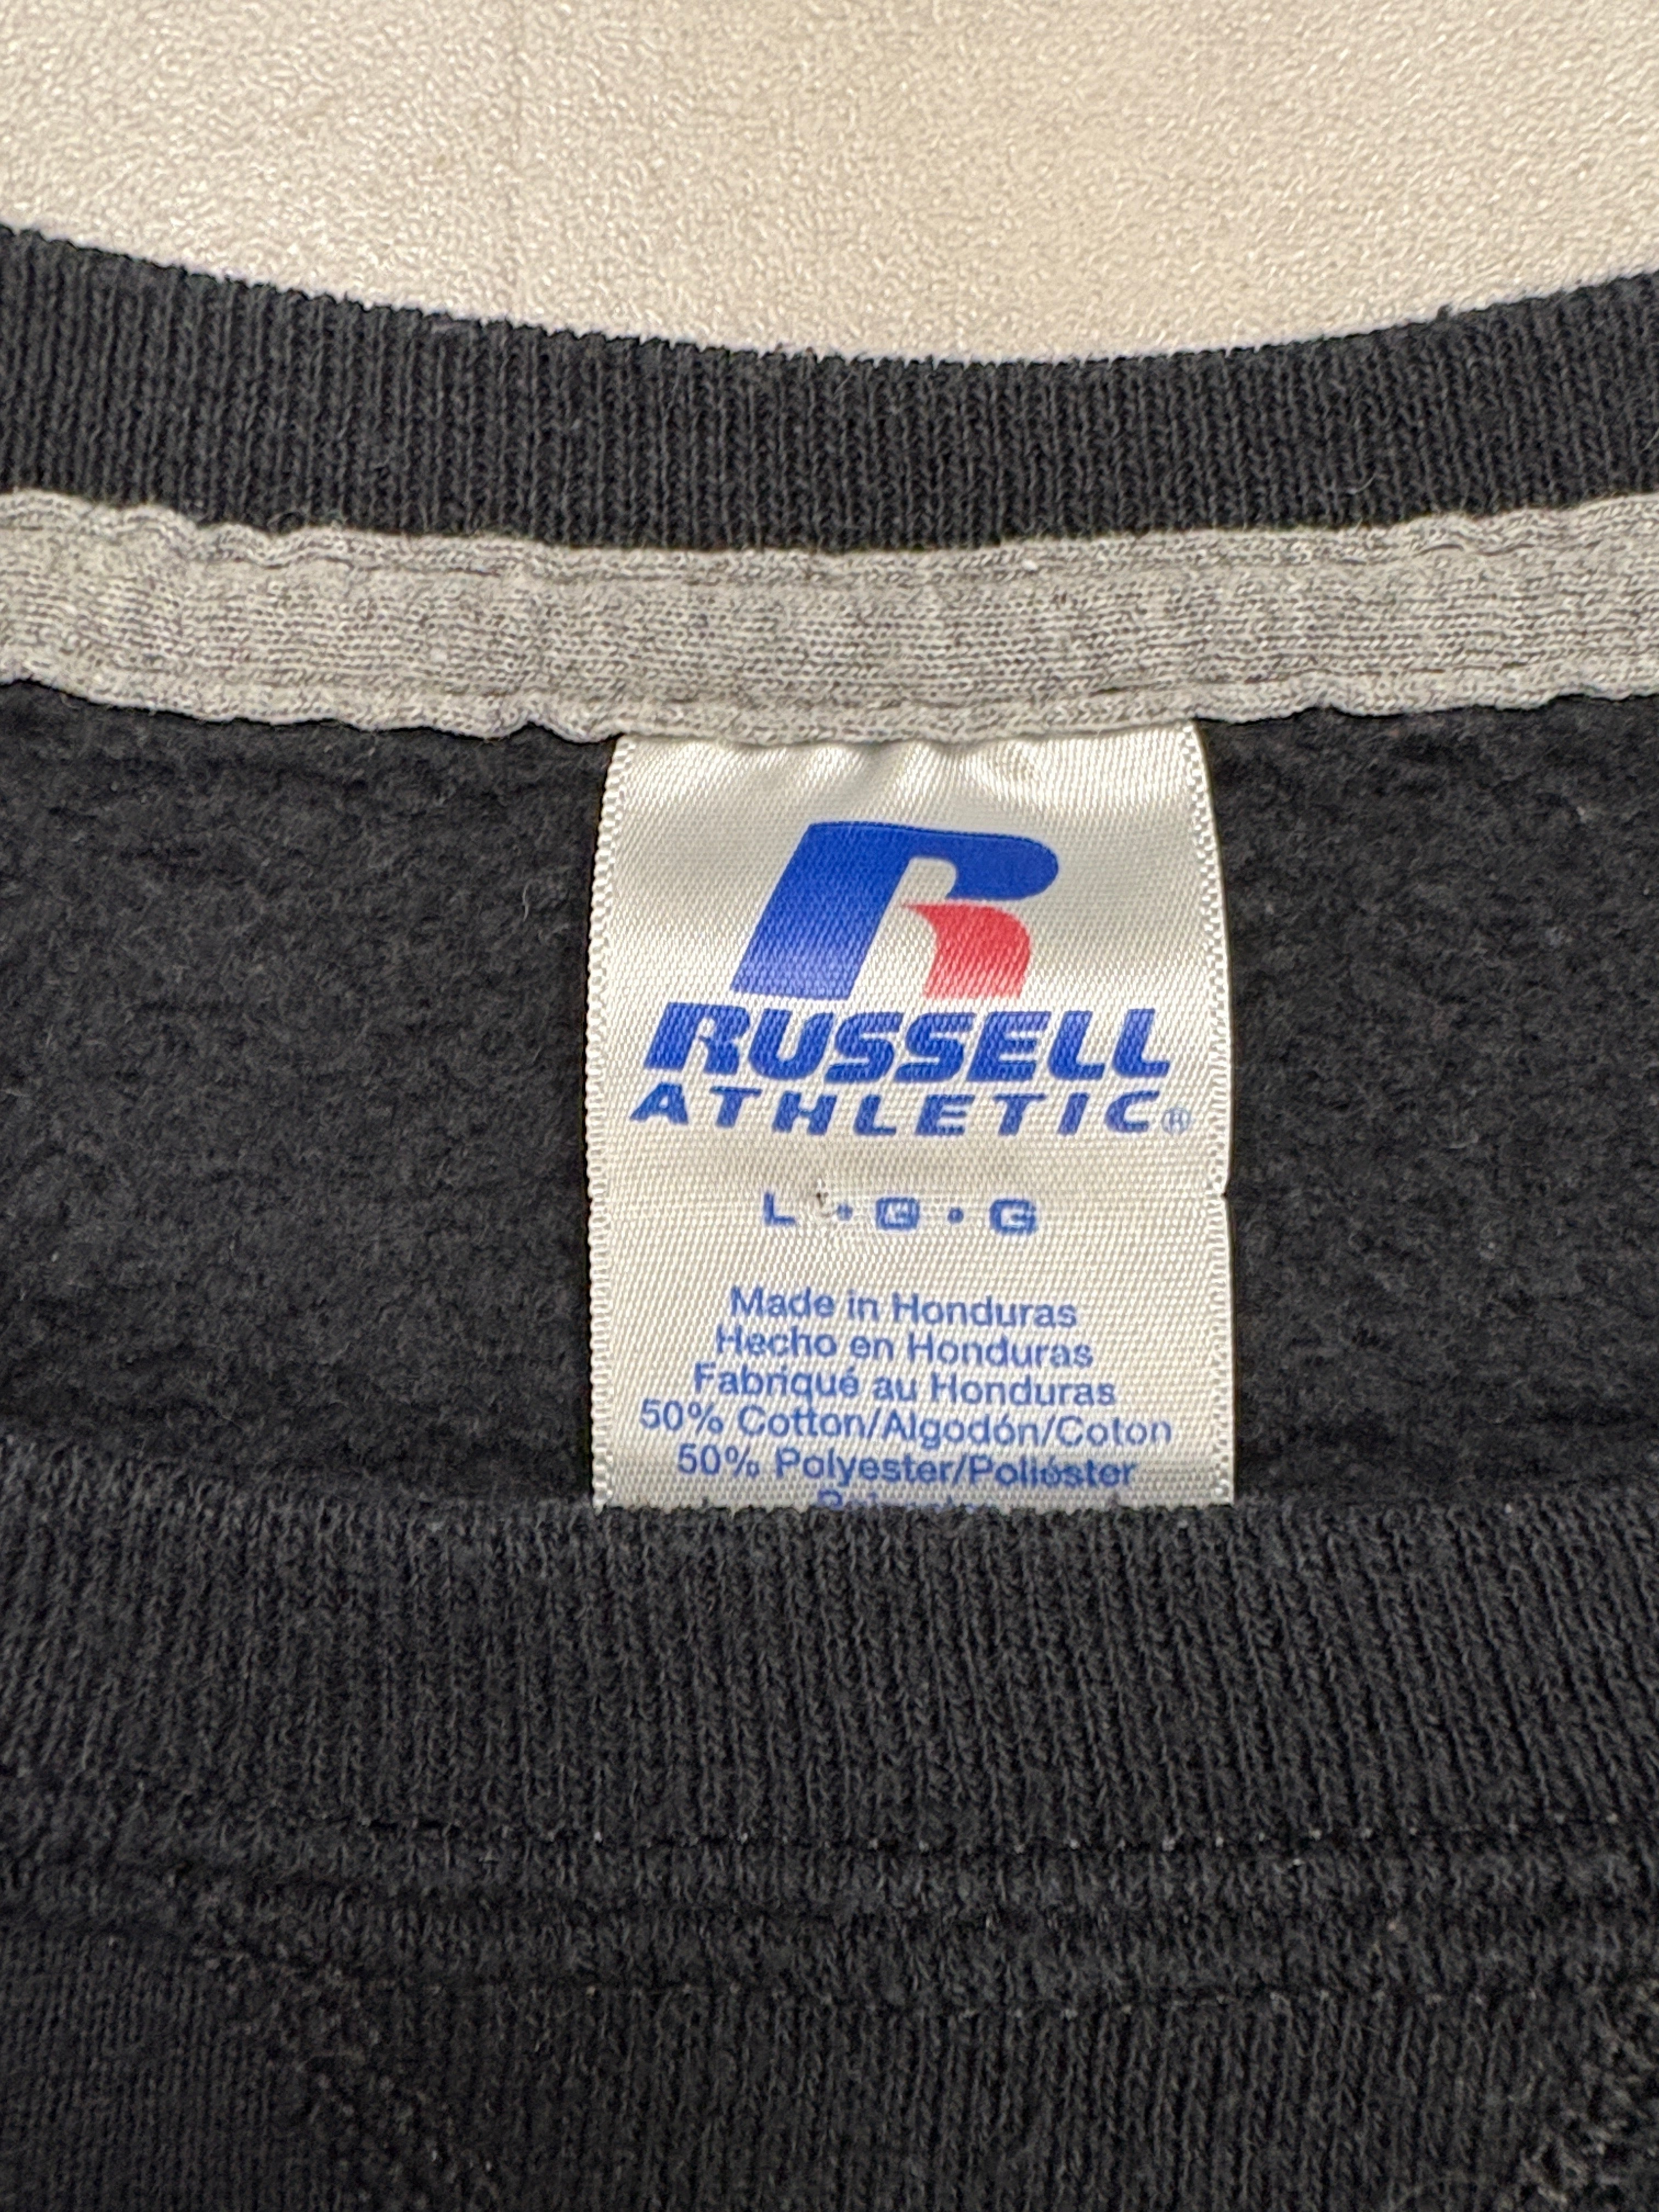 R
RUSSELL
ATHLETIC®
L • G • G
Made in Honduras
Hecho en Honduras
Fabriqué au Honduras
50% Cotton/Algodón/Coton
50% Polyester/Poliéster